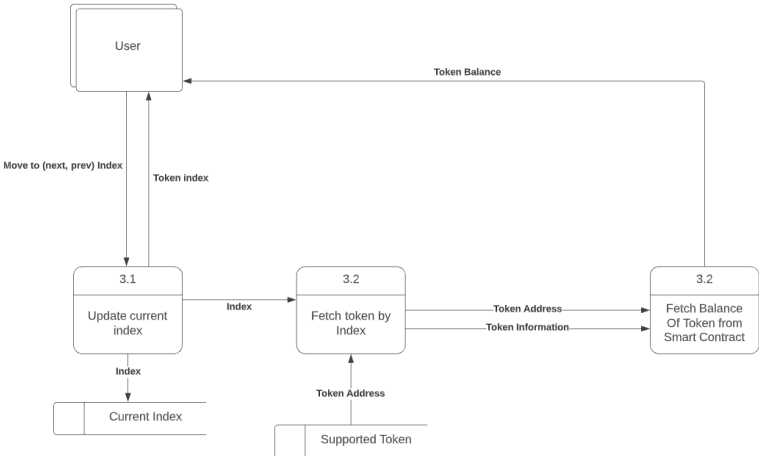 User
Token Balance
Move to (next, prev) Index
Token index
3.1
Update current
index
Index
3.2
Fetch token by
Index
Token Address
Token Information
3.2
Fetch Balance
Of Token from
Smart Contract
Index
Current Index
Token Address
Supported Token